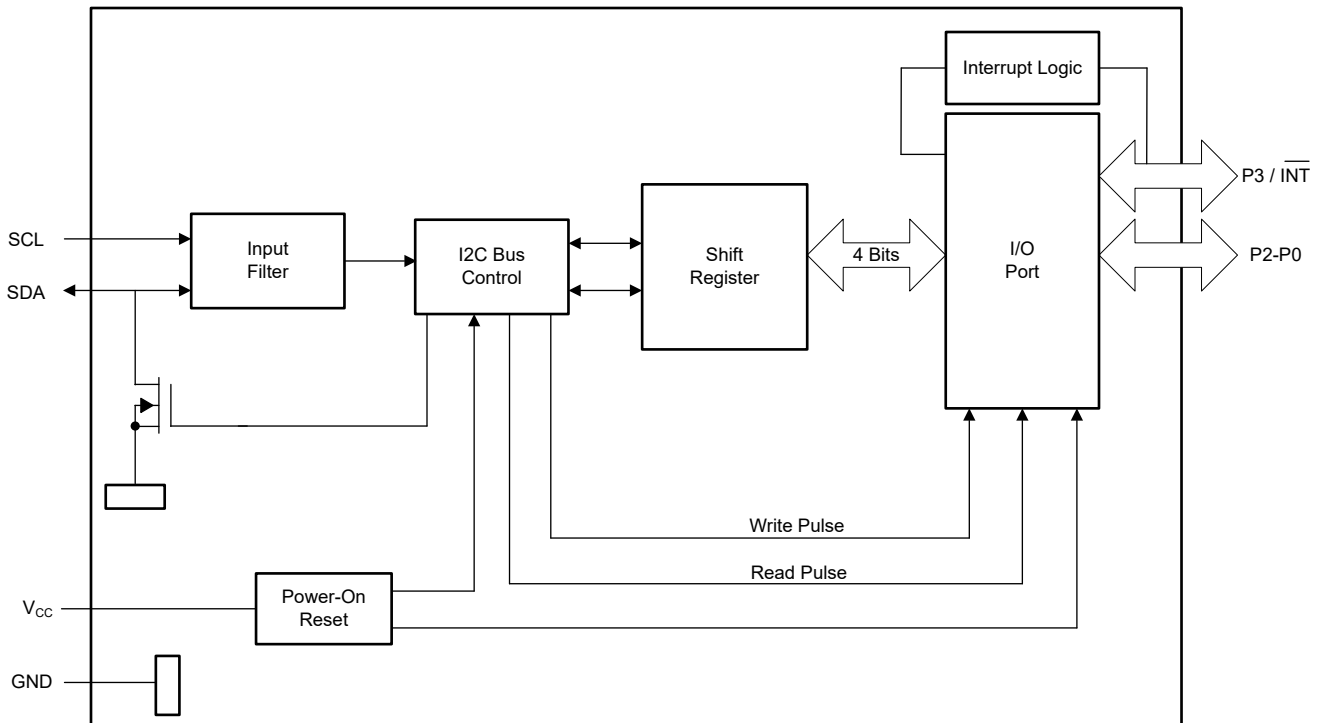 Interrupt Logic
P3 / I̅N̅T̅
SCL
Input
Filter
I2C Bus
Control
Shift
Register
4 Bits
I/O
Port
P2-P0
SDA
Write Pulse
Read Pulse
Power-On
Reset
VCC
GND